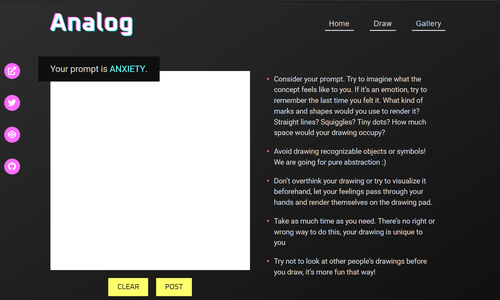 Analog
Home Draw Gallery
Your prompt is ANXIETY.
Consider your prompt. Try to imagine what the
concept feels like to you. If it's an emotion, try to
remember the last time you felt it. What kind of
marks and shapes would you use to render it?
Straight lines? Squiggles? Tiny dots? How much
space would your drawing occupy?
Avoid drawing recognizable objects or symbols!
We are going for pure abstraction :)
Don't overthink your drawing or try to visualize it
beforehand, let your feelings pass through your
hands and render themselves on the drawing pad.
Take as much time as you need. There's no right or
wrong way to do this, your drawing is unique to
you
Try not to look at other people's drawings before
you draw, it's more fun that way!
CLEAR POST